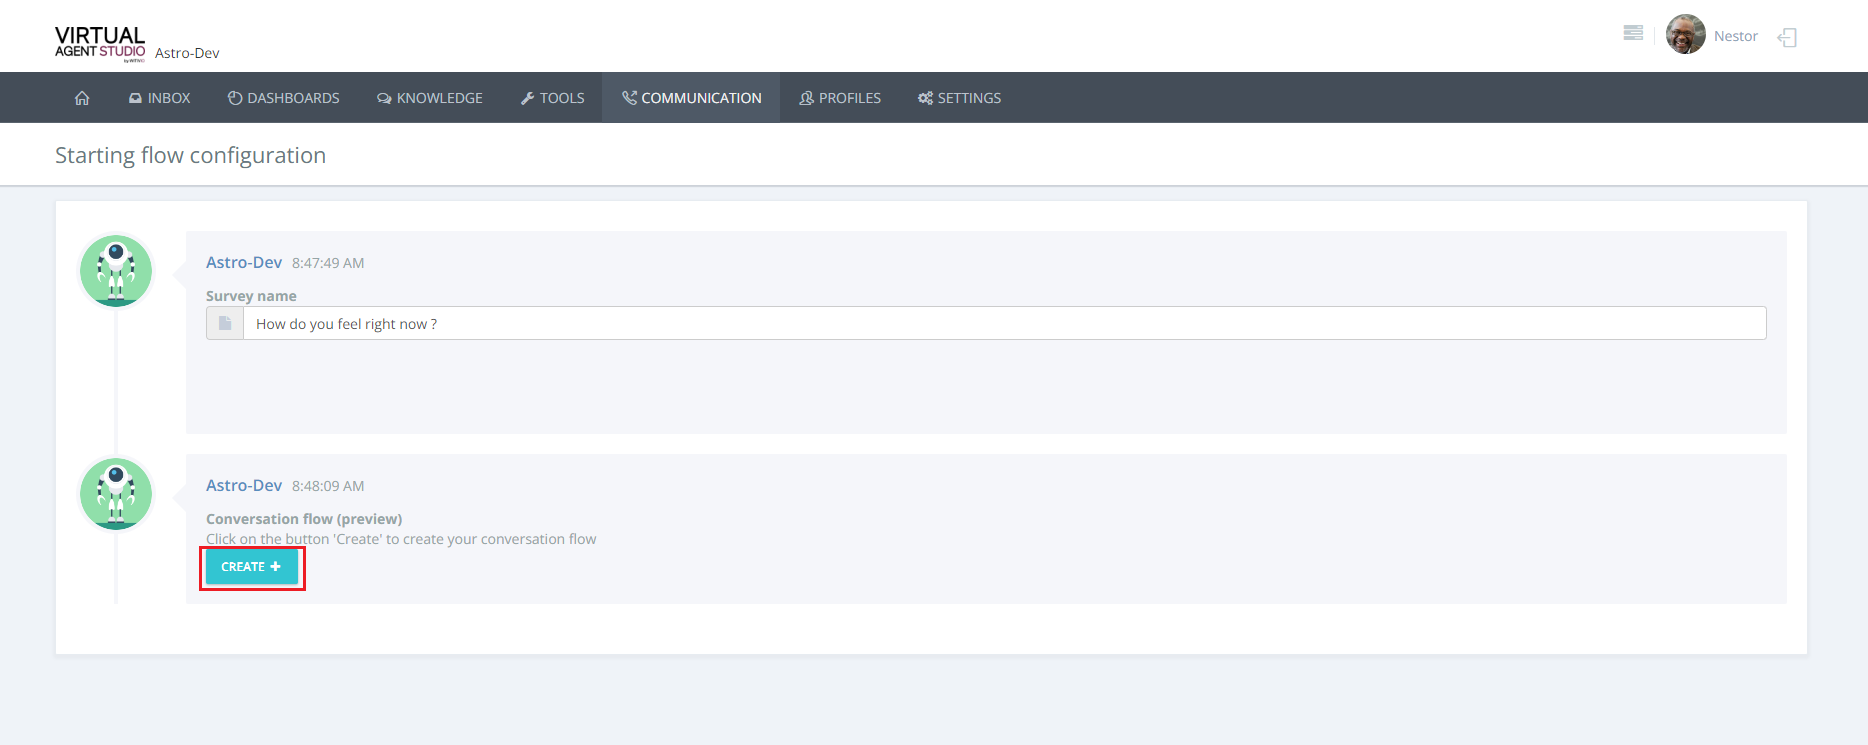 VIRTUAL
AGENT STUDIO
Astro-Dev
Nestor
INBOX
DASHBOARDS
KNOWLEDGE
TOOLS
COMMUNICATION
PROFILES
SETTINGS
Starting flow configuration
Astro-Dev 8:47:49 AM
Survey name
How do you feel right now ?
Astro-Dev 8:48:09 AM
Conversation flow (preview)
Click on the button 'Create' to create your conversation flow
CREATE +